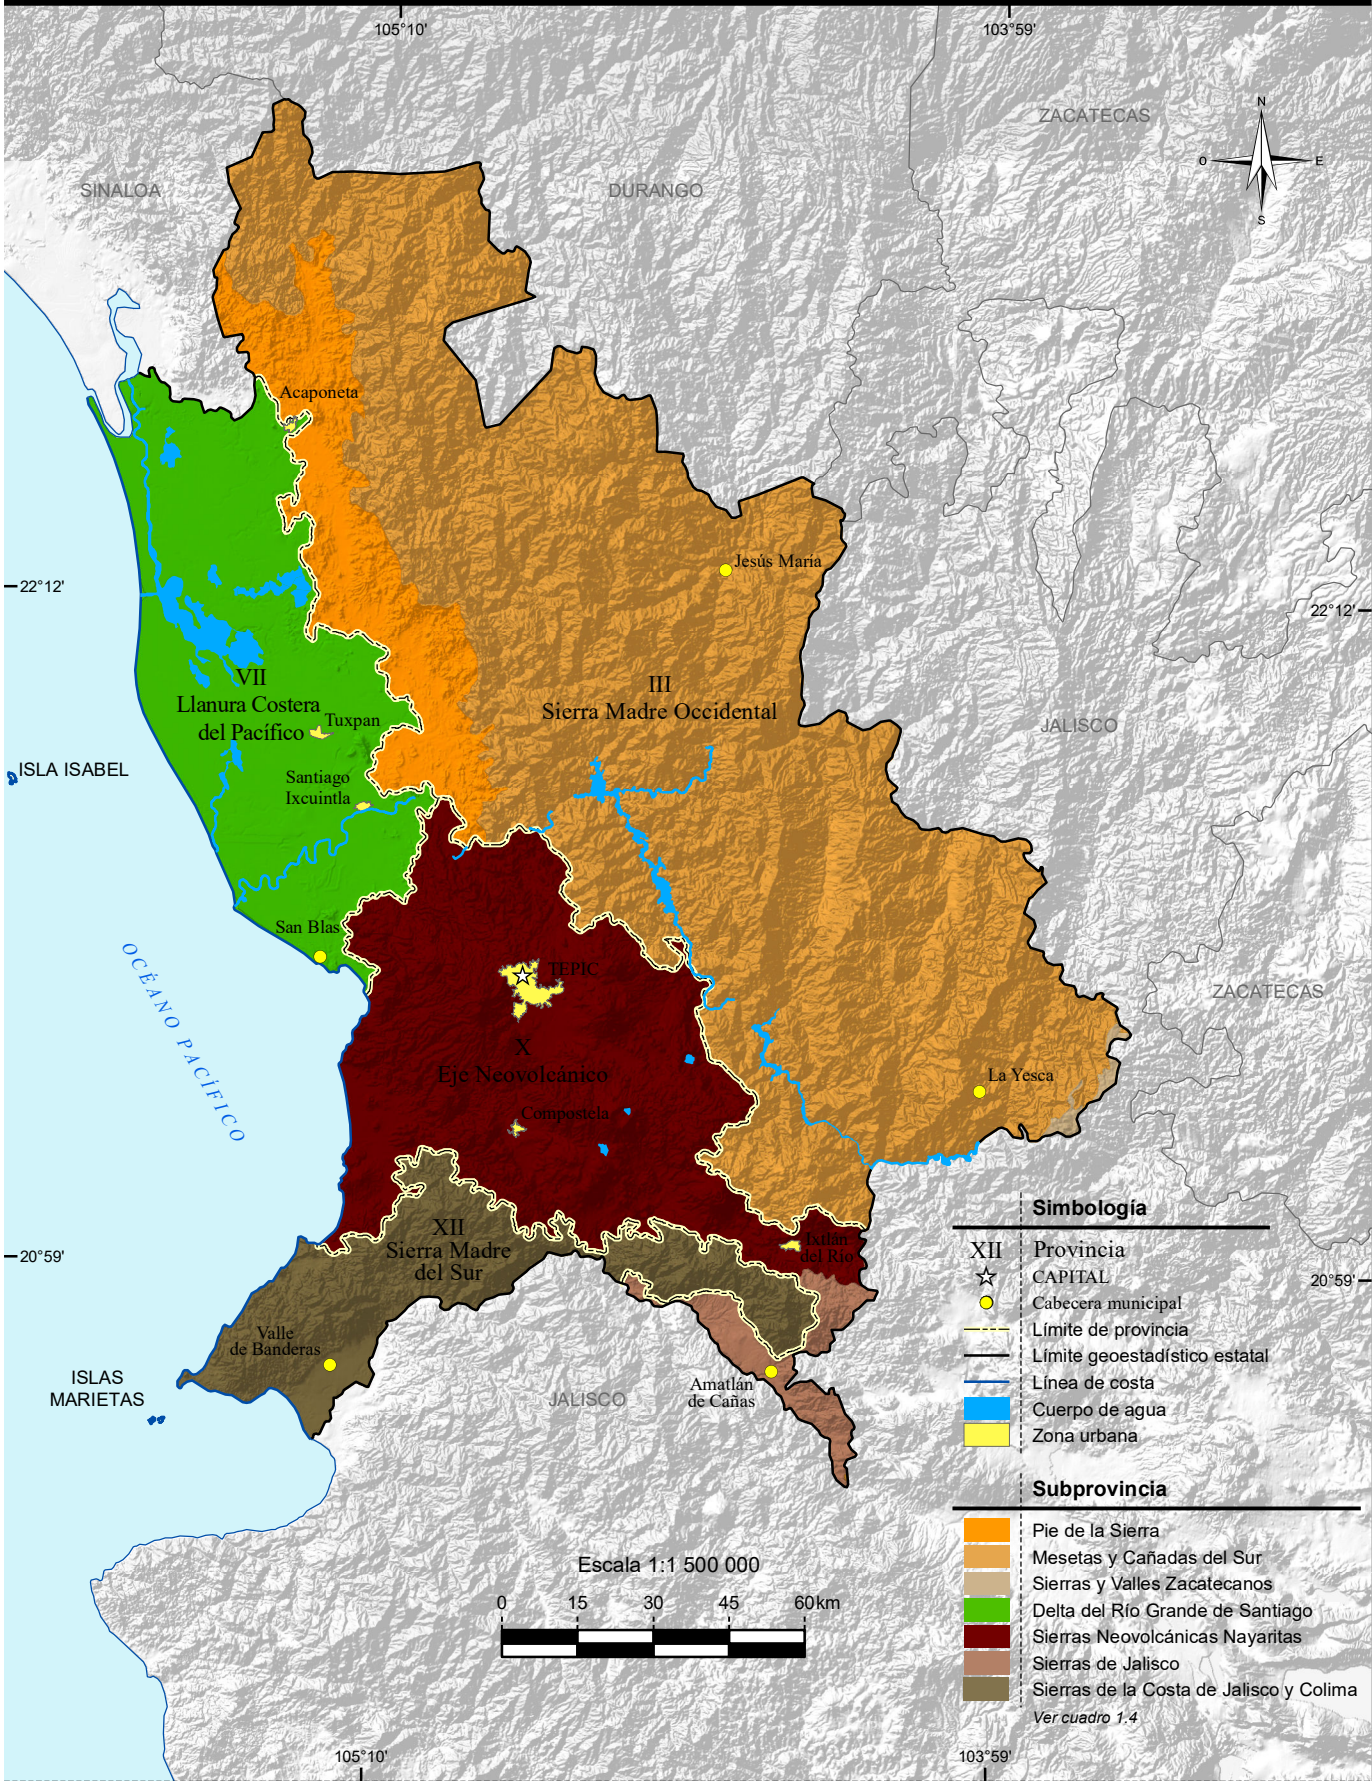 105°10'
103°59'
ZACATECAS
N
O
E
S
SINALOA
DURANGO
Acaponeta
Jesús María
22°12'
22°12'
VII
Llanura Costera
del Pacífico
III
Sierra Madre Occidental
Tuxpan
JALISCO
ISLA ISABEL
Santiago
Ixcuintla
San Blas
TEPIC
OCÉANO PACÍFICO
ZACATECAS
X
Eje Neovolcánico
La Yesca
Compostela
XII
Sierra Madre
del Sur
Ixtlán
del Río
20°59'
20°59'
Valle
de Banderas
ISLAS
MARIETAS
JALISCO
Amatlán
de Cañas
Simbología
XII Provincia
CAPITAL
Cabecera municipal
Límite de provincia
Límite geoestadístico estatal
Línea de costa
Cuerpo de agua
Zona urbana
Subprovincia
Pie de la Sierra
Mesetas y Cañadas del Sur
Sierras y Valles Zacatecanos
Delta del Río Grande de Santiago
Sierras Neovolcánicas Nayaritas
Sierras de Jalisco
Sierras de la Costa de Jalisco y Colima
Ver cuadro 1.4
Escala 1:1 500 000
0 15 30 45 60km
105°10'
103°59'